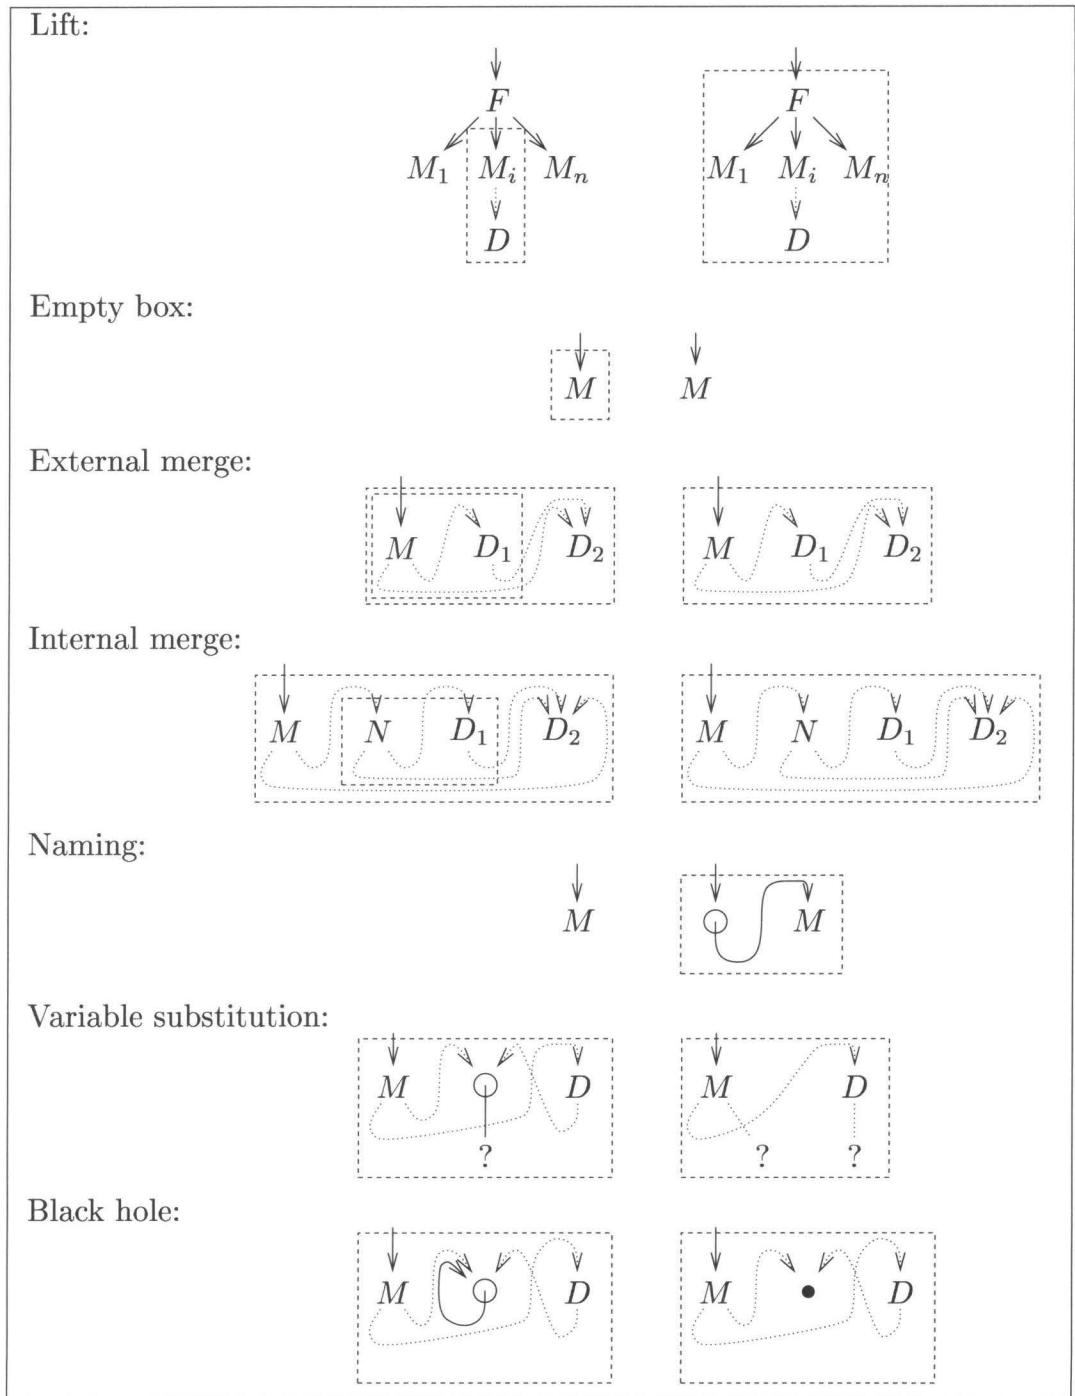 Lift:
F F
M₁ Mᵢ Mₙ M₁ Mᵢ Mₙ
D D
Empty box:
M M
External merge:
M D₁ D₂ M D₁ D₂
Internal merge:
M N D₁ D₂ M N D₁ D₂
Naming:
M M
Variable substitution:
M D M D
? ? ?
Black hole:
M D M D